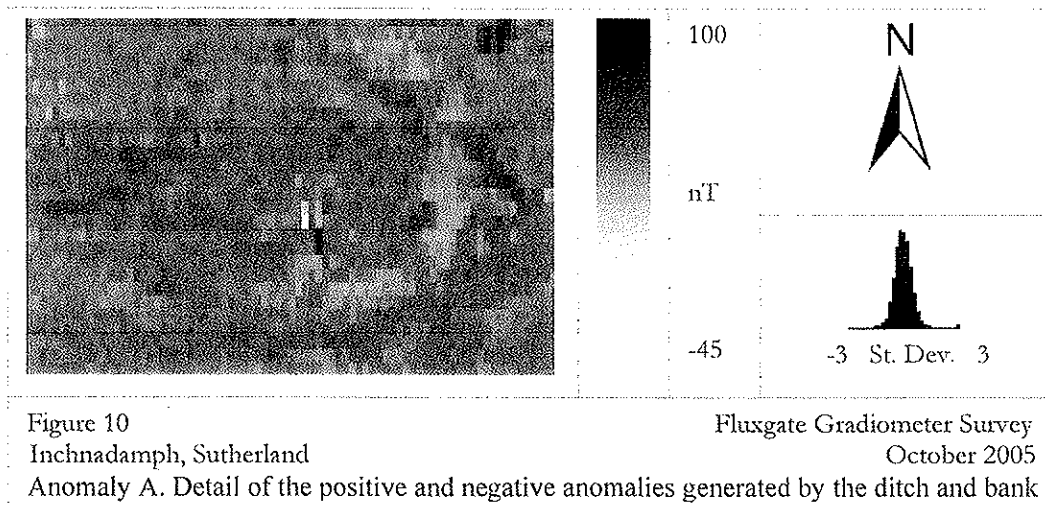 100
N
nT
-45
-3 St. Dev. 3
Figure 10
Fluxgate Gradiometer Survey
Inchnadamph, Sutherland
October 2005
Anomaly A. Detail of the positive and negative anomalies generated by the ditch and bank